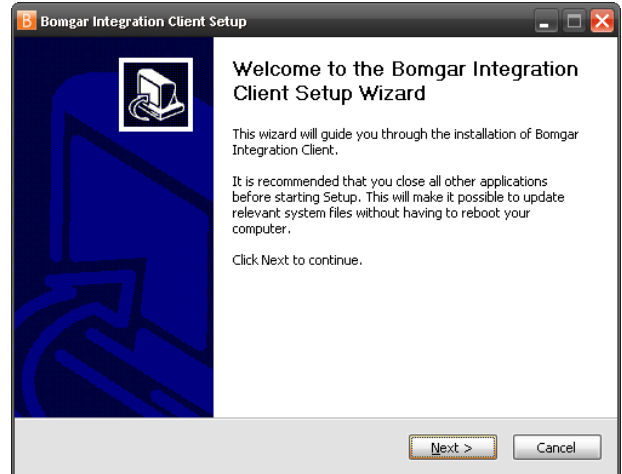 B Bomgar Integration Client Setup
Welcome to the Bomgar Integration
Client Setup Wizard
This wizard will guide you through the installation of Bomgar
Integration Client.
It is recommended that you close all other applications
before starting Setup. This will make it possible to update
relevant system files without having to reboot your
computer.
Click Next to continue.
Next >
Cancel